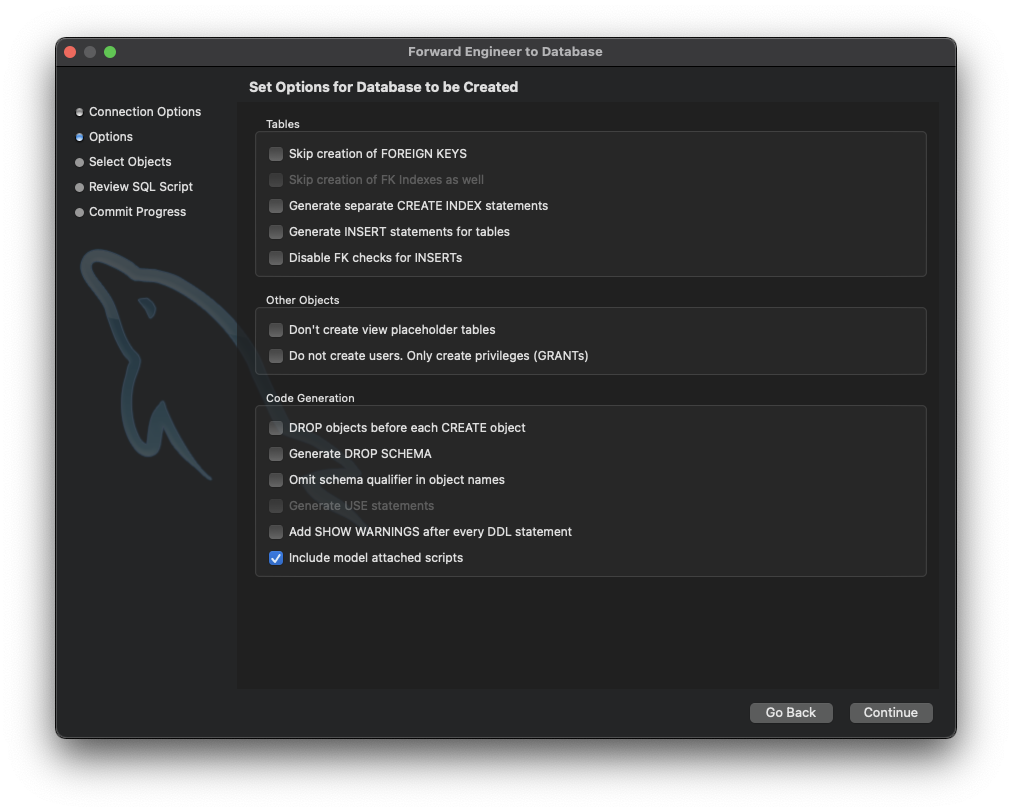 Forward Engineer to Database
Set Options for Database to be Created
Connection Options
Options
Select Objects
Review SQL Script
Commit Progress
Tables
Skip creation of FOREIGN KEYS
Skip creation of FK Indexes as well
Generate separate CREATE INDEX statements
Generate INSERT statements for tables
Disable FK checks for INSERTs
Other Objects
Don't create view placeholder tables
Do not create users. Only create privileges (GRANTs)
Code Generation
DROP objects before each CREATE object
Generate DROP SCHEMA
Omit schema qualifier in object names
Generate USE statements
Add SHOW WARNINGS after every DDL statement
Include model attached scripts
Go Back
Continue